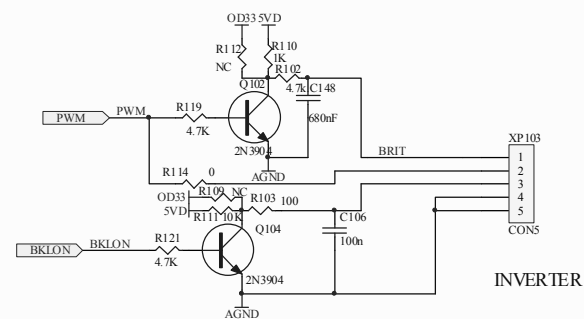 OD33 5VD
R112
NC
R110
1K
R102
4.7k
C148
680nF
Q102
2N3904
PWM
PWM
R119
4.7K
AGND
BRIT
XP103
1
2
3
4
5
CON5
R114
0
R109
NC
OD33
5VD
R111
10K
R103
100
C106
100n
Q104
2N3904
BKLON
BKLON
R121
4.7K
AGND
INVERTER